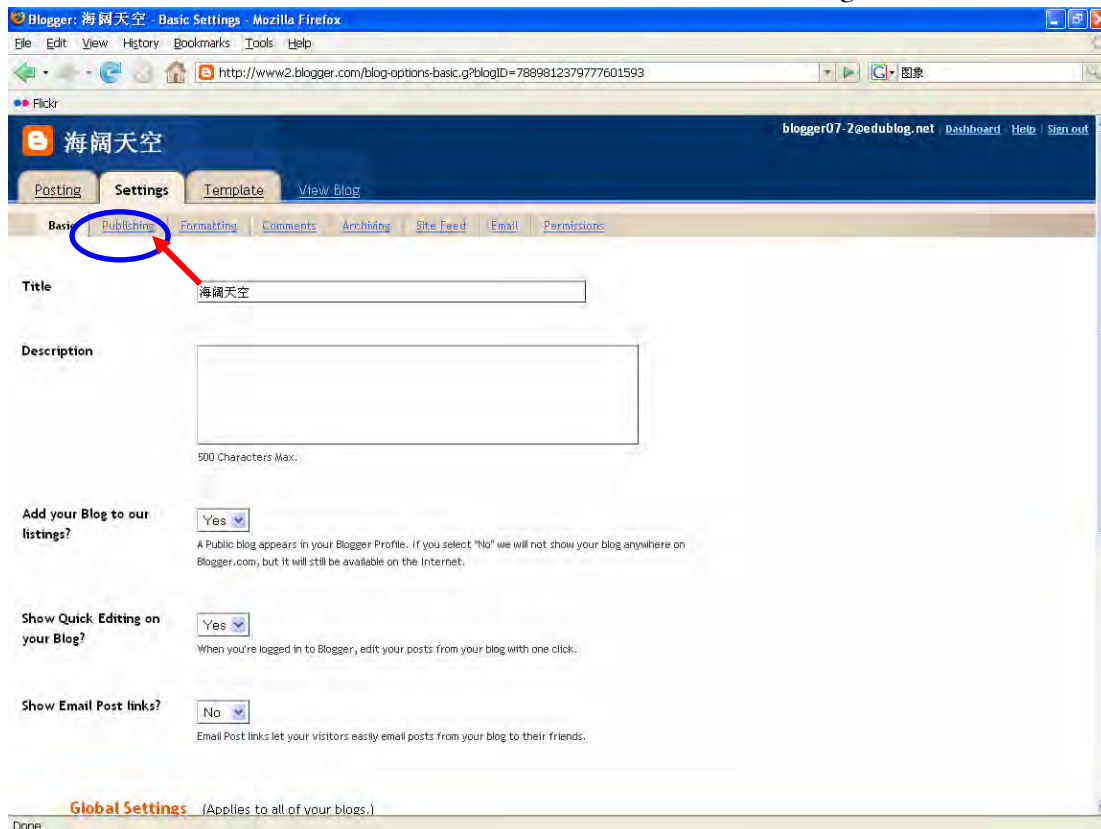 Blogger: 海阔天空 - Basic Settings - Mozilla Firefox
File Edit View History Bookmarks Tools Help
http://www2.blogger.com/blog-options-basic.g?blogID=7889812379777601593 G 图象
Flickr
海阔天空 blogger07-2@edublog.net Dashboard Help Sign out
Posting Settings Template View Blog
Basic Publishing Formatting Comments Archiving Site Feed Email Permissions
Title 海阔天空
Description
500 Characters Max.
Add your Blog to our
listings?
Yes
A Public blog appears in your Blogger Profile. If you select "No" we will not show your blog anywhere on
Blogger.com, but it will still be available on the Internet.
Show Quick Editing on
your Blog?
Yes
When you're logged in to Blogger, edit your posts from your blog with one click.
Show Email Post links?
No
Email Post links let your visitors easily email posts from your blog to their friends.
Global Settings (Applies to all of your blogs.)
Done